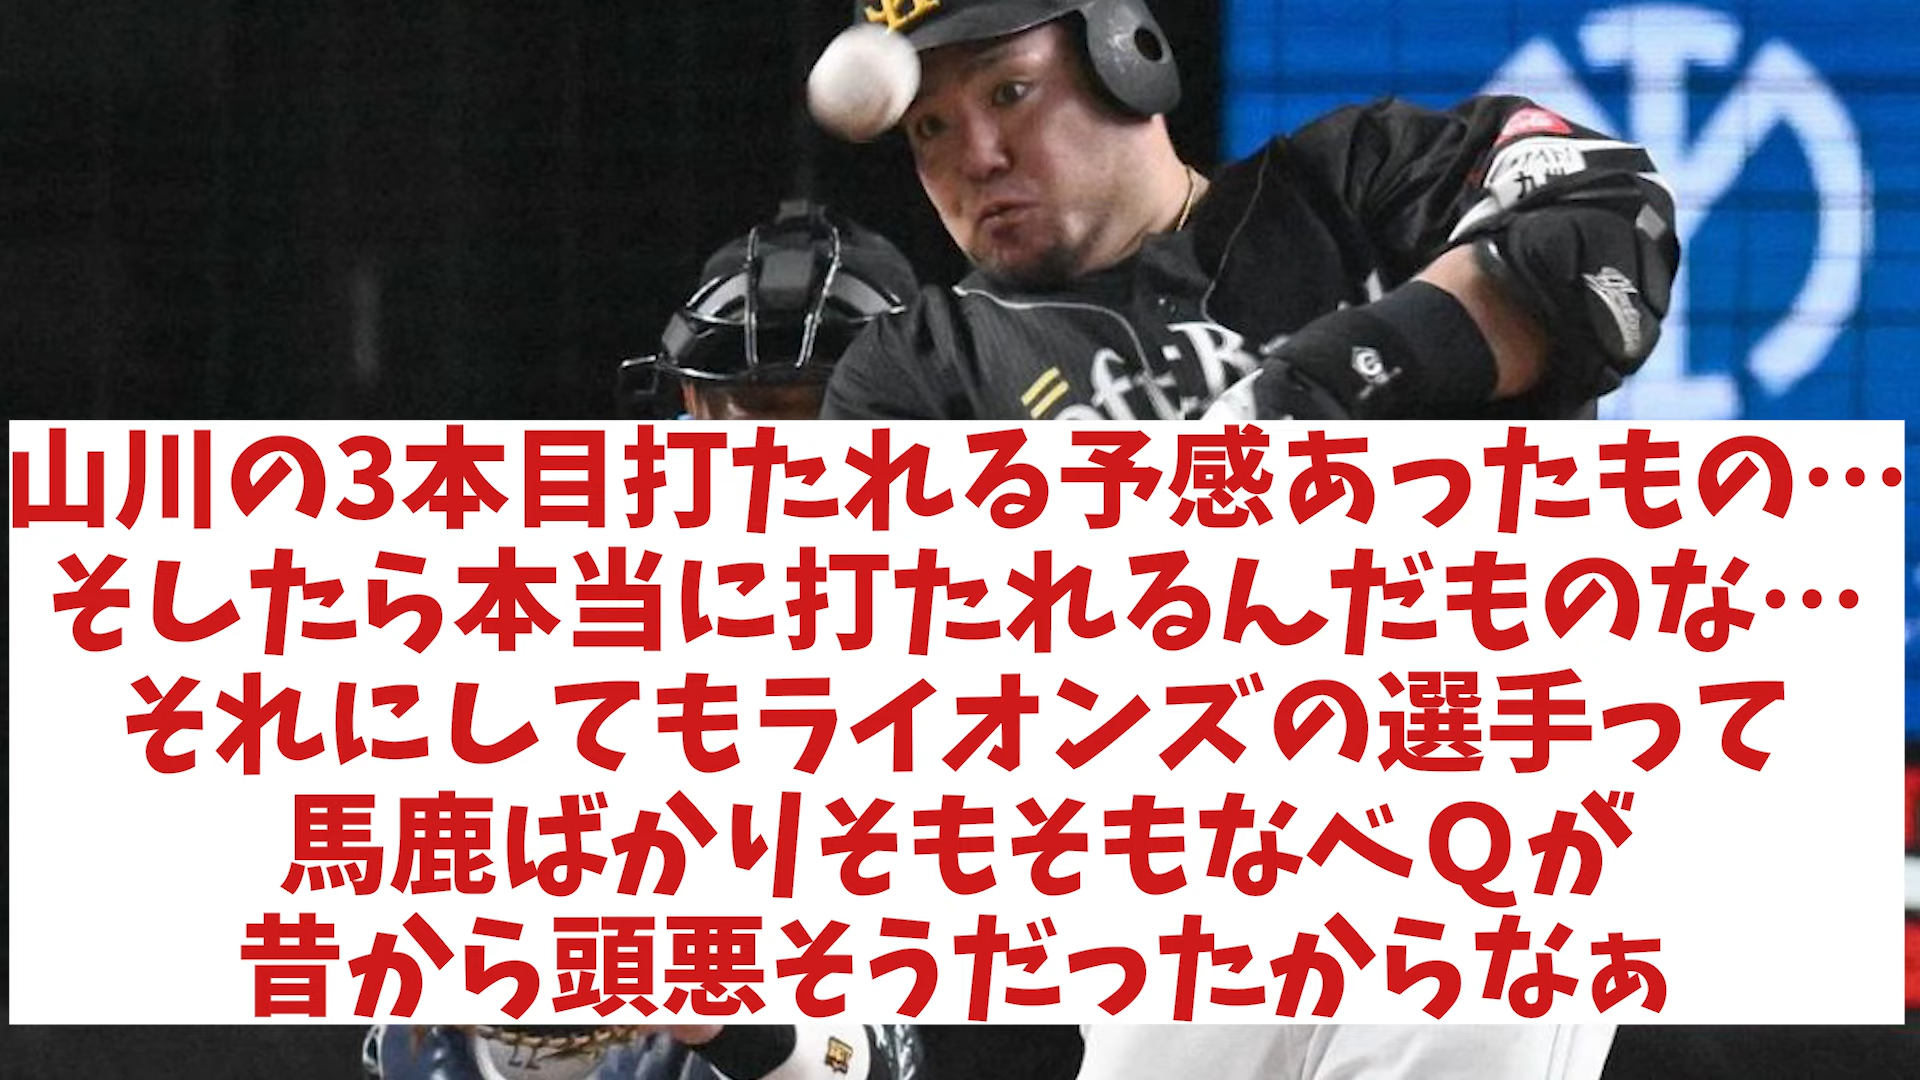 山川の3本目打たれる予感あったもの…
そしたら本当に打たれるんだものな…
それにしてもライオンズの選手って
馬鹿ばかりそもそもなべQが
昔から頭悪そうだったからなぁ